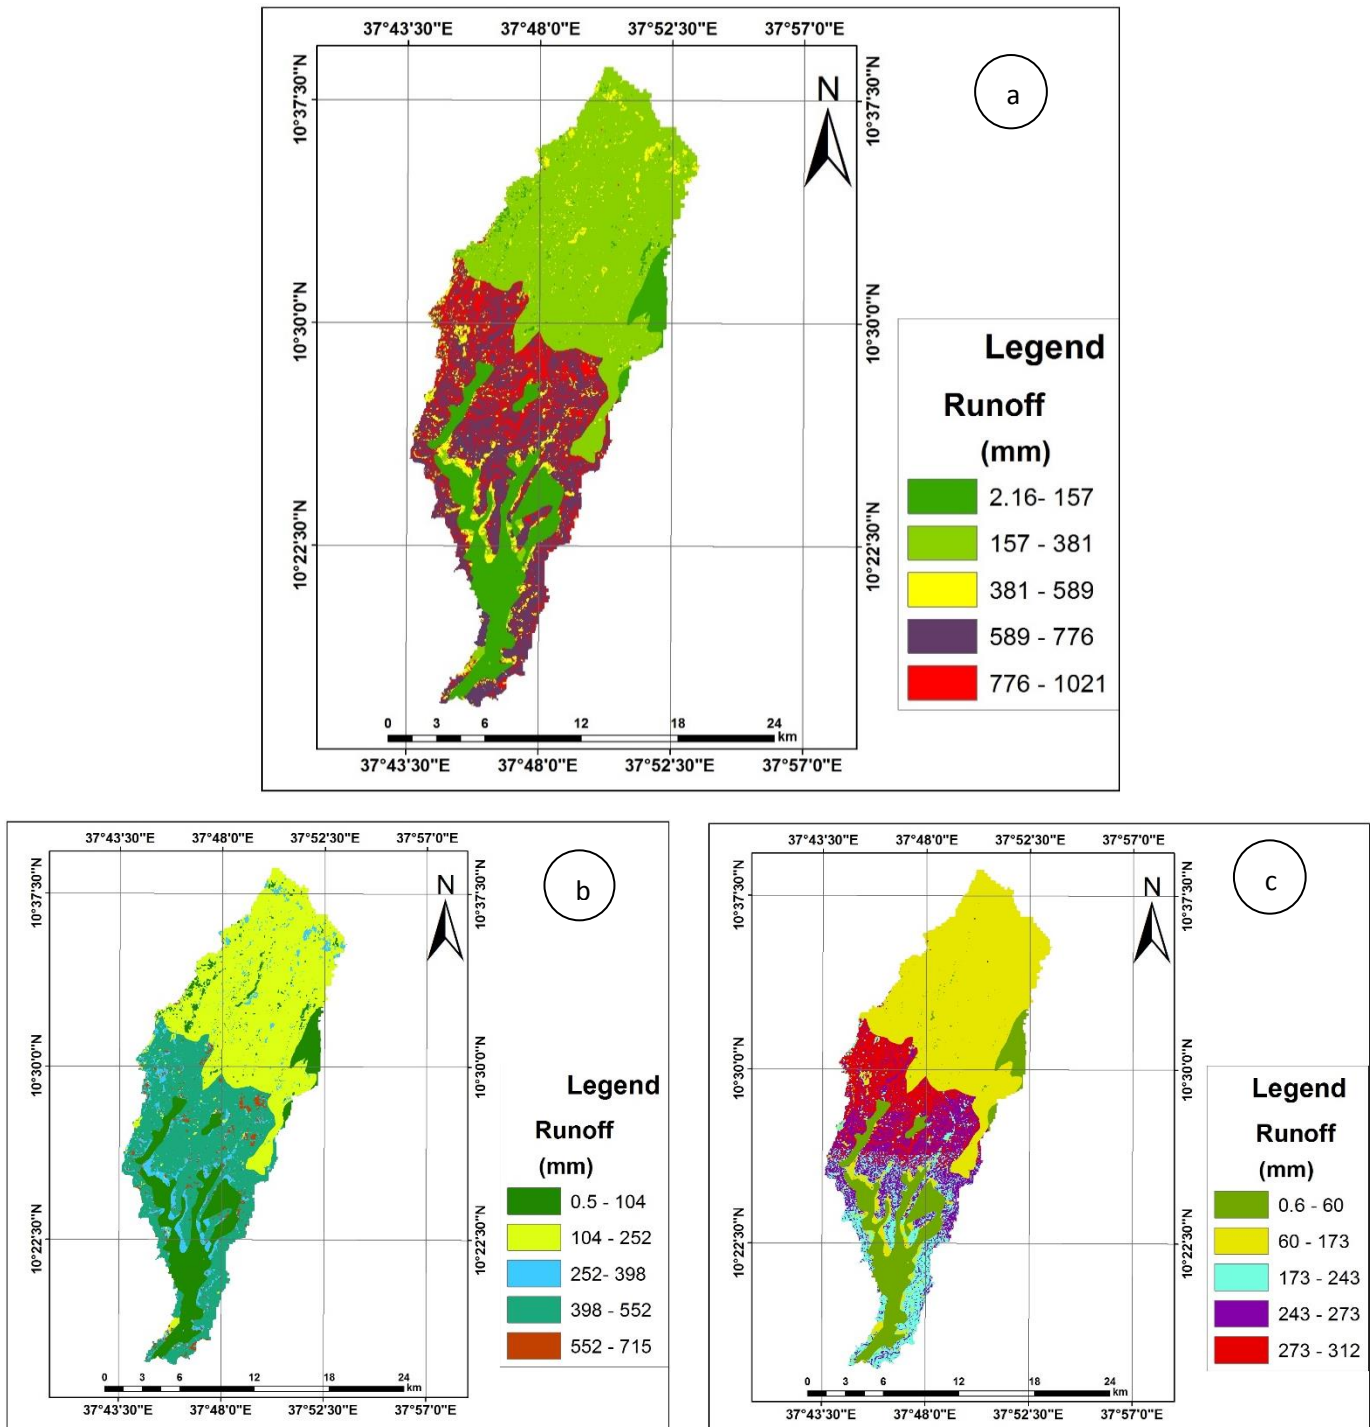 37°43'30"E 37°48'0"E 37°52'30"E 37°57'0"E
a
N
10°37'30"N 10°37'30"N
10°30'0"N 10°30'0"N
10°22'30"N 10°22'30"N
Legend
Runoff
(mm)
2.16- 157
157 - 381
381 - 589
589 - 776
776 - 1021
0 3 6 12 18 24
km
37°43'30"E 37°48'0"E 37°52'30"E 37°57'0"E
37°43'30"E 37°48'0"E 37°52'30"E 37°57'0"E
b
N
10°37'30"N 10°37'30"N
10°30'0"N 10°30'0"N
10°22'30"N 10°22'30"N
Legend
Runoff
(mm)
0.5 - 104
104 - 252
252- 398
398 - 552
552 - 715
0 3 6 12 18 24
km
37°43'30"E 37°48'0"E 37°52'30"E 37°57'0"E
37°43'30"E 37°48'0"E 37°52'30"E 37°57'0"E
c
N
10°37'30"N 10°37'30"N
10°30'0"N 10°30'0"N
10°22'30"N 10°22'30"N
Legend
Runoff
(mm)
0.6 - 60
60 - 173
173 - 243
243 - 273
273 - 312
0 3 6 12 18 24
km
37°43'30"E 37°48'0"E 37°52'30"E 37°57'0"E